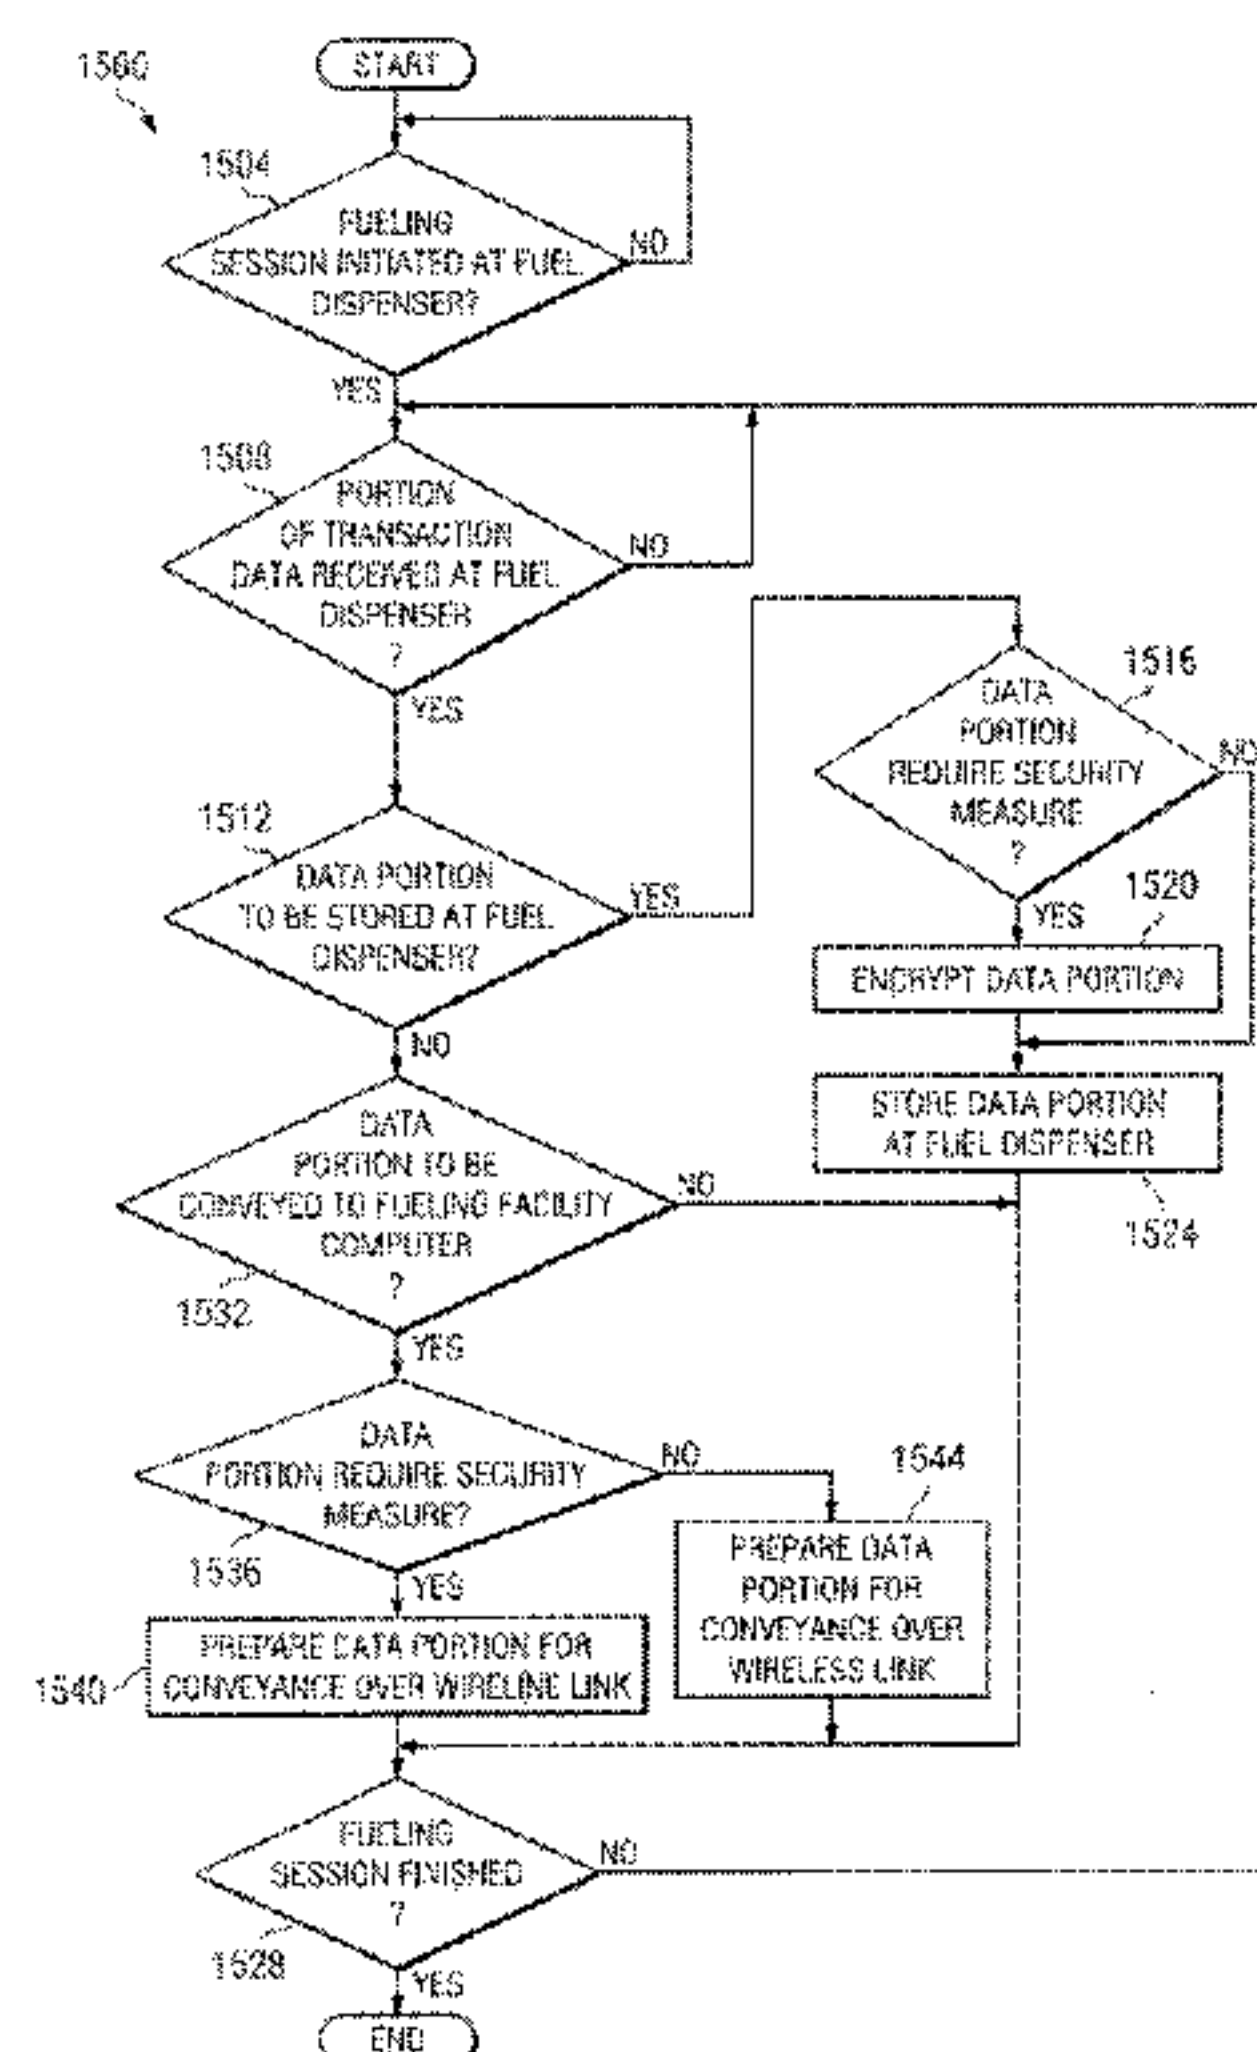 1500
START
1504
FUELING
SESSION INITIATED AT FUEL
DISPENSER?
NO
YES
1508
PORTION
OF TRANSACTION
DATA RECEIVED AT FUEL
DISPENSER
?
NO
YES
1512
DATA PORTION
TO BE STORED AT FUEL
DISPENSER?
YES
NO
1516
DATA
PORTION
REQUIRE SECURITY
MEASURE
?
NO
YES
1520
ENCRYPT DATA PORTION
STORE DATA PORTION
AT FUEL DISPENSER
1524
DATA
PORTION TO BE
CONVEYED TO FUELING FACILITY
COMPUTER
?
NO
1532
YES
DATA
PORTION REQUIRE SECURITY
MEASURE?
NO
1536
YES
1544
PREPARE DATA
PORTION FOR
CONVEYANCE OVER
WIRELESS LINK
1540
PREPARE DATA PORTION FOR
CONVEYANCE OVER WIRELINE LINK
FUELING
SESSION FINISHED
?
NO
1528
YES
END